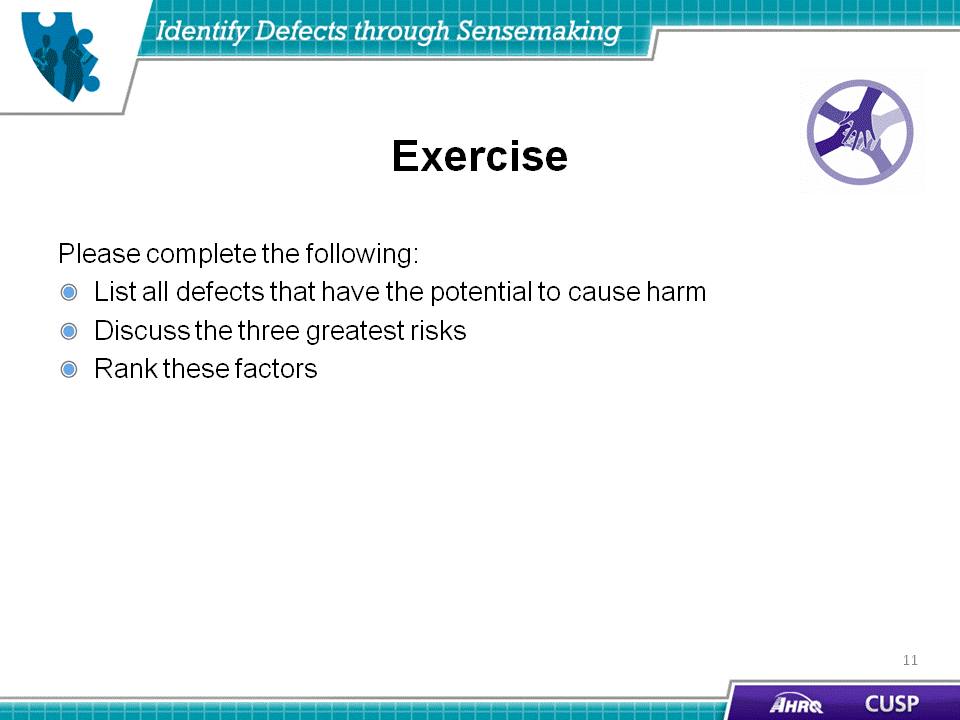 Identify Defects through Sensemaking
Exercise
Please complete the following:
List all defects that have the potential to cause harm
Discuss the three greatest risks
Rank these factors
11
AHRQ CUSP